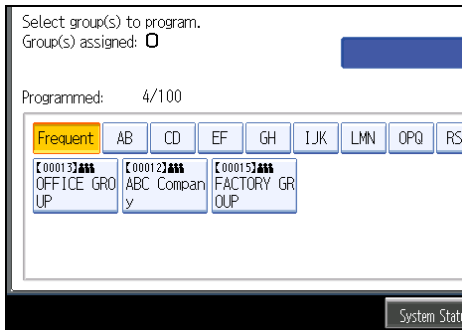 Select group(s) to program.
Group(s) assigned: 0
Programmed: 4/100
Frequent AB CD EF GH IJK LMN OPQ RS
【00013】 【00012】 【00015】
OFFICE GRO ABC Compan FACTORY GR
UP y OUP
System Statu